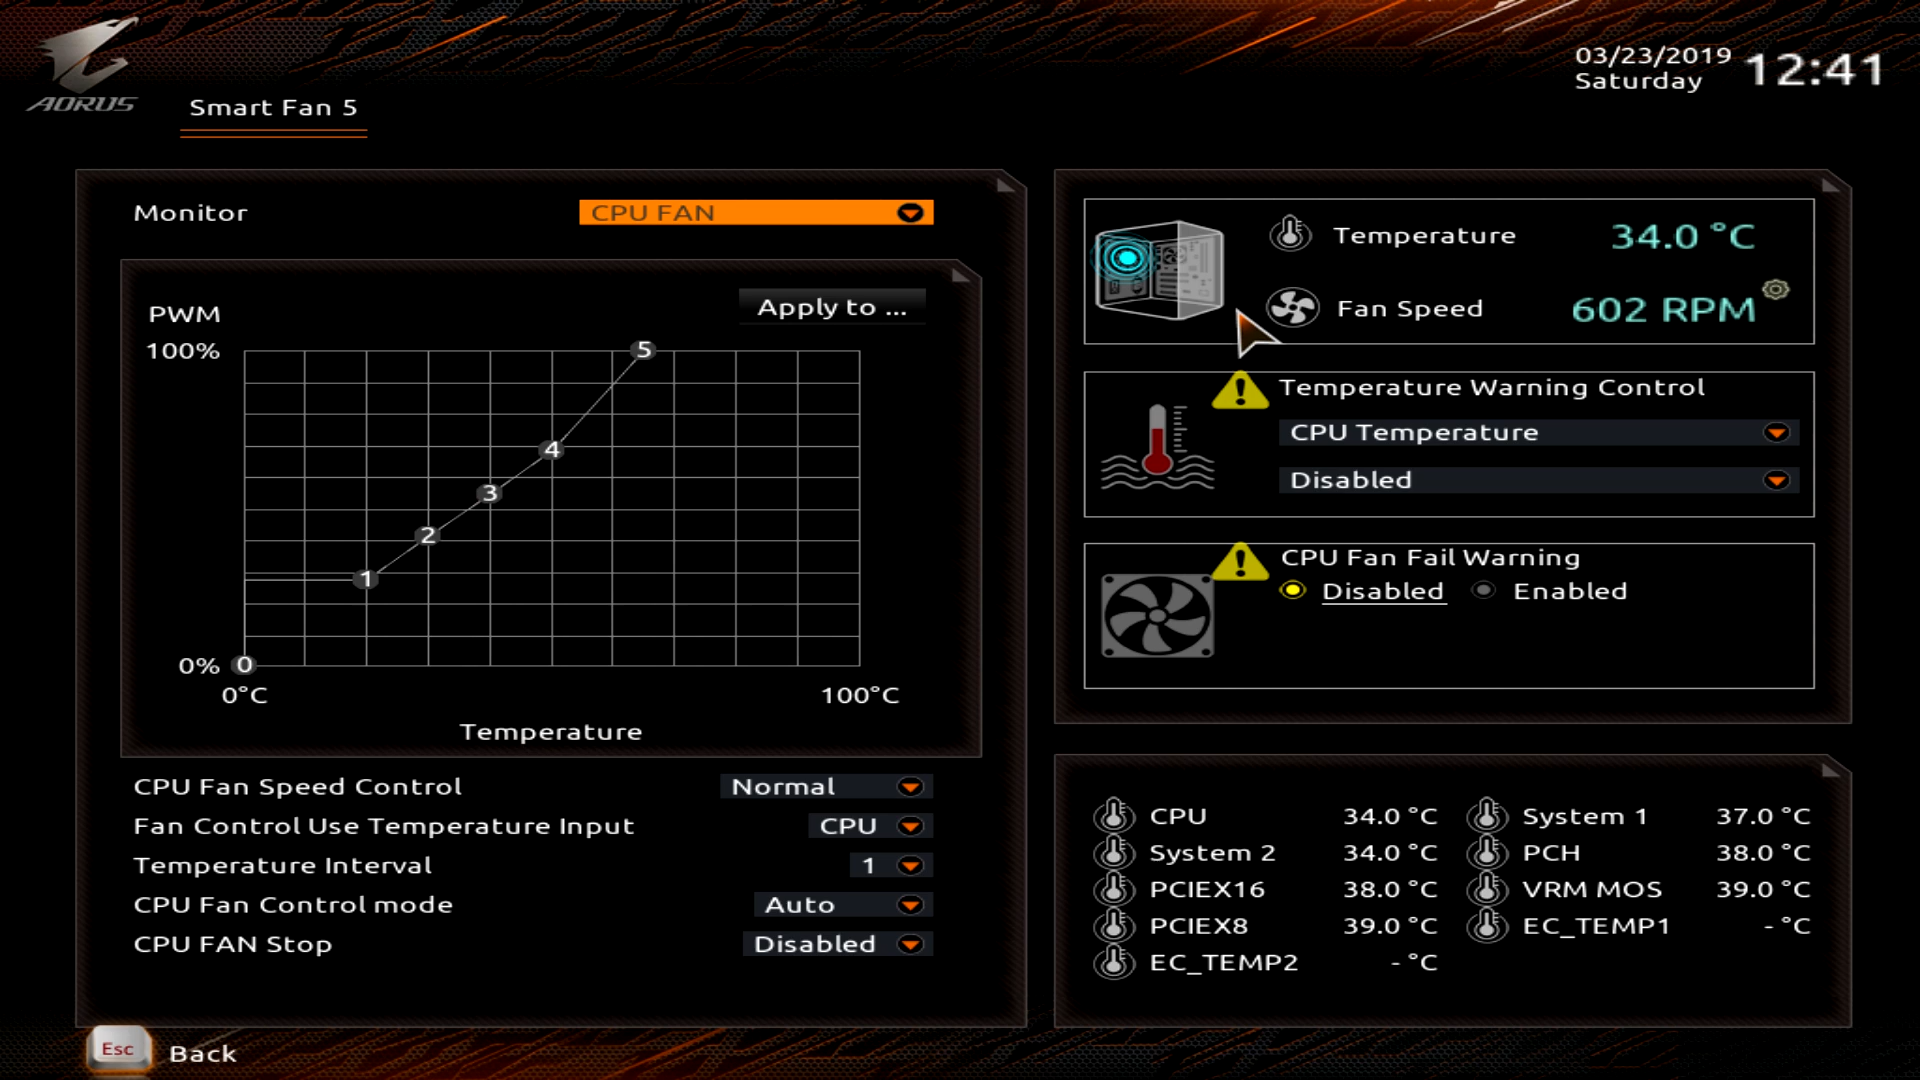 AORUS
Smart Fan 5
03/23/2019
Saturday
12:41
Monitor
CPU FAN
PWM
Apply to ...
100%
5
4
3
2
1
0% 0
0°C
100°C
Temperature
CPU Fan Speed Control Normal
Fan Control Use Temperature Input CPU
Temperature Interval 1
CPU Fan Control mode Auto
CPU FAN Stop Disabled
Temperature 34.0 °C
Fan Speed 602 RPM
Temperature Warning Control
CPU Temperature
Disabled
CPU Fan Fail Warning
Disabled Enabled
CPU 34.0 °C System 1 37.0 °C
System 2 34.0 °C PCH 38.0 °C
PCIEX16 38.0 °C VRM MOS 39.0 °C
PCIEX8 39.0 °C EC_TEMP1 - °C
EC_TEMP2 - °C
Esc Back